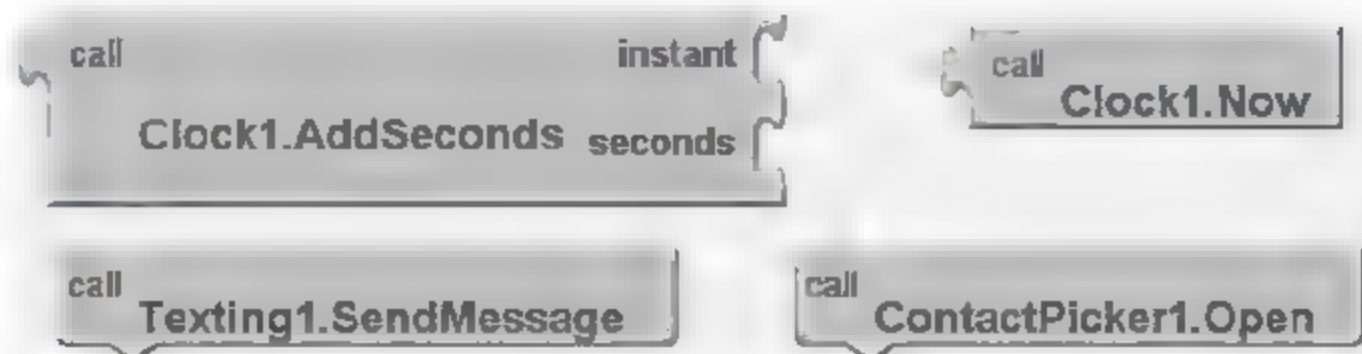 call instant
Clock1.AddSeconds seconds
call
Clock1.Now
call
Texting1.SendMessage
call
ContactPicker1.Open